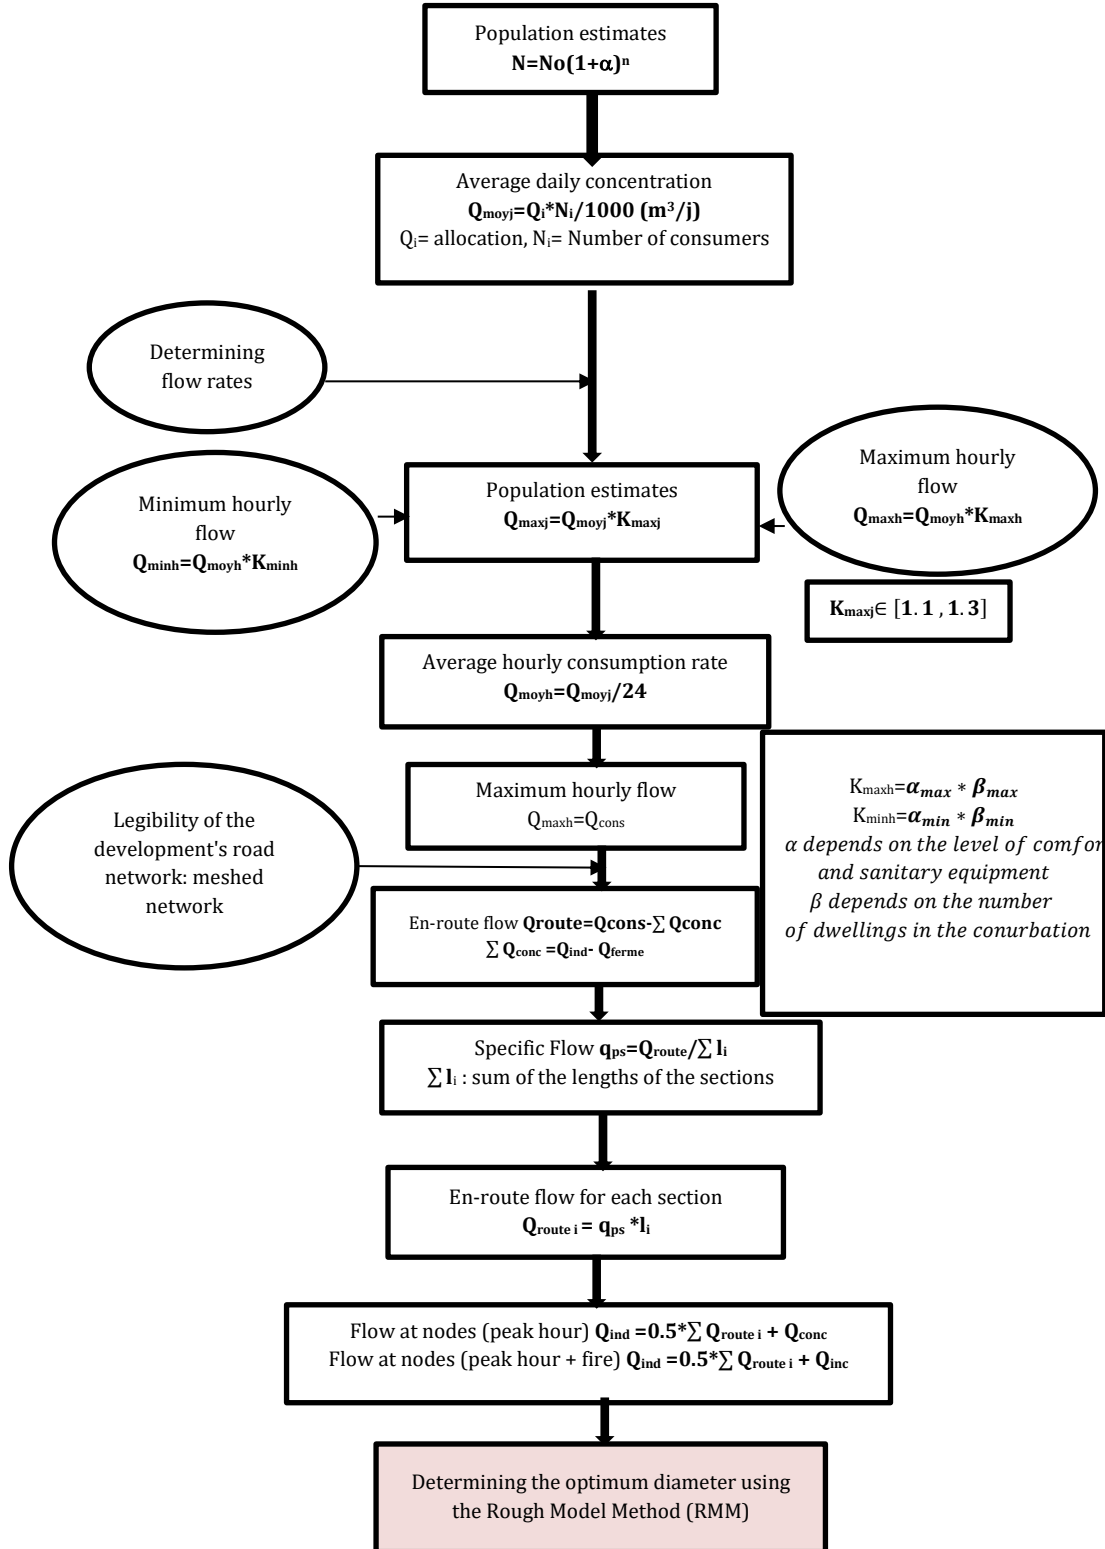 Population estimates
N=No(1+α)ⁿ
Average daily concentration
Qmoyj=Qi*Ni/1000 (m³/j)
Qi= allocation, Ni= Number of consumers
Determining
flow rates
Minimum hourly
flow
Qminh=Qmoyh*Kminh
Population estimates
Qmaxj=Qmoyj*Kmaxj
Maximum hourly
flow
Qmaxh=Qmoyh*Kmaxh
Kmaxj∈ [1.1 , 1.3]
Average hourly consumption rate
Qmoyh=Qmoyj/24
Maximum hourly flow
Qmaxh=Qcons
Kmaxh=αmax * βmax
Kminh=αmin * βmin
α depends on the level of comfor
and sanitary equipment
β depends on the number
of dwellings in the conurbation
Legibility of the
development's road
network: meshed
network
En-route flow Qroute=Qcons-∑ Qconc
∑ Qconc =Qind- Qferme
Specific Flow qps=Qroute/∑ li
∑ li : sum of the lengths of the sections
En-route flow for each section
Qroute i = qps *li
Flow at nodes (peak hour) Qind =0.5*∑ Qroute i + Qconc
Flow at nodes (peak hour + fire) Qind =0.5*∑ Qroute i + Qinc
Determining the optimum diameter using
the Rough Model Method (RMM)